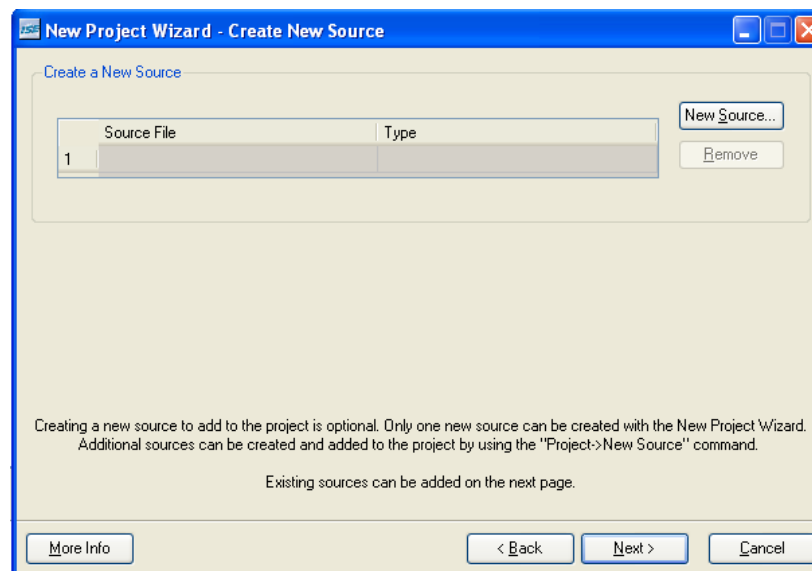 ISE New Project Wizard - Create New Source
Create a New Source
New Source...
Source File Type
1
Remove
Creating a new source to add to the project is optional. Only one new source can be created with the New Project Wizard.
Additional sources can be created and added to the project by using the "Project->New Source" command.
Existing sources can be added on the next page.
More Info < Back Next > Cancel